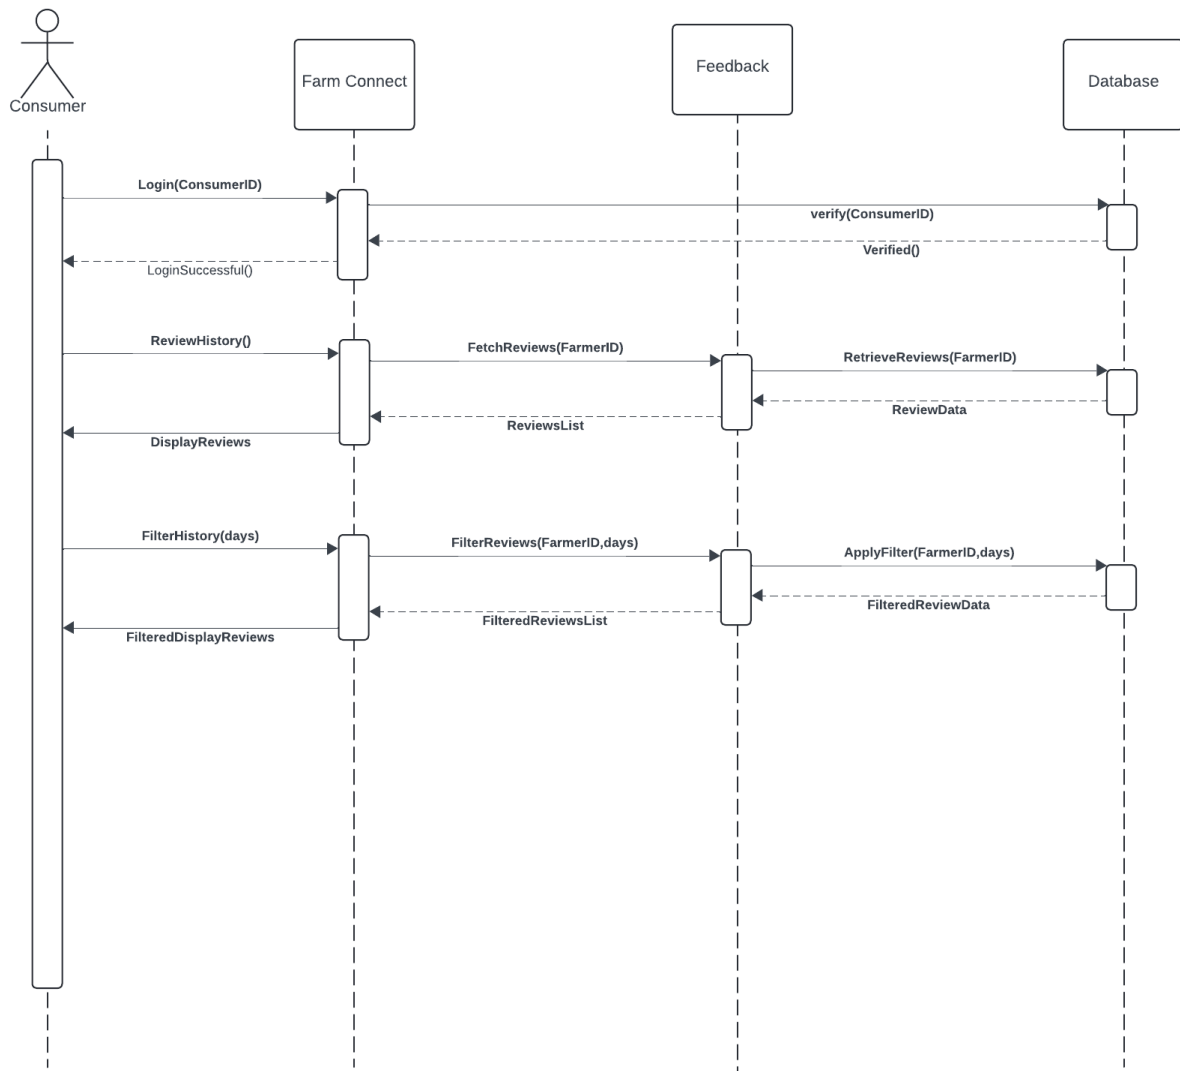 Consumer
Farm Connect
Feedback
Database
Login(ConsumerID)
verify(ConsumerID)
Verified()
LoginSuccessful()
ReviewHistory()
FetchReviews(FarmerID)
RetrieveReviews(FarmerID)
ReviewData
ReviewsList
DisplayReviews
FilterHistory(days)
FilterReviews(FarmerID,days)
ApplyFilter(FarmerID,days)
FilteredReviewData
FilteredReviewsList
FilteredDisplayReviews